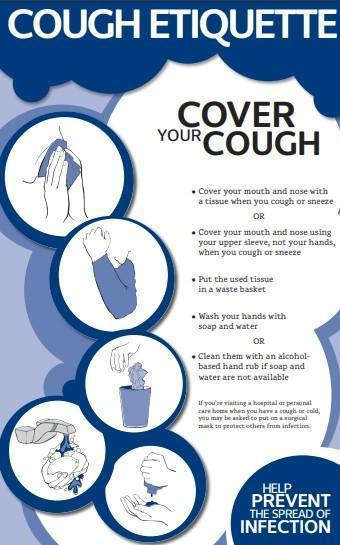 COUGH ETIQUETTE
COVER
YOUR COUGH
• Cover your mouth and nose with
a tissue when you cough or sneeze
OR
• Cover your mouth and nose using
your upper sleeve, not your hands,
when you cough or sneeze
• Put the used tissue
in a waste basket
• Wash your hands with
soap and water
OR
• Clean them with an alcohol-
based hand rub if soap and
water are not available
If you're visiting a hospital or personal
care home when you have a cough or cold,
you may be asked to put on a surgical
mask to protect others from infection.
HELP
PREVENT
THE SPREAD OF
INFECTION